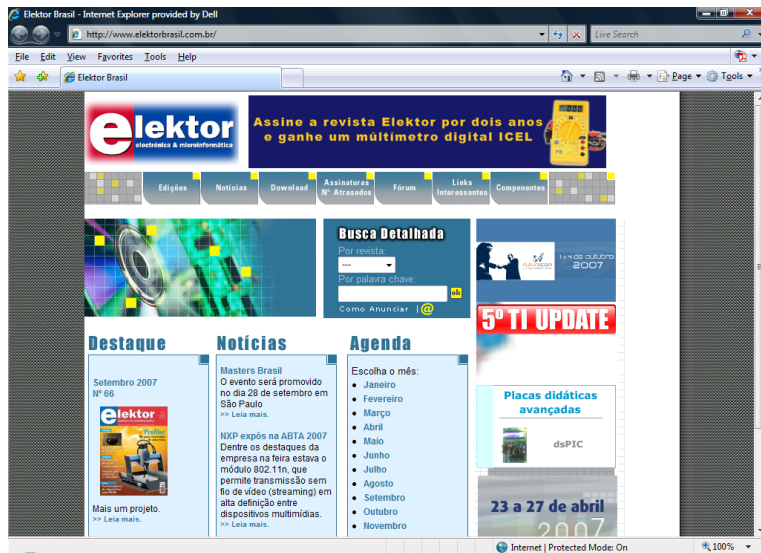 Elektor Brasil - Internet Explorer provided by Dell
http://www.elektorbrasil.com.br/
Live Search
File Edit View Favorites Tools Help
Elektor Brasil
Page Tools
elektor
electrónica & microinformática
Assine a revista Elektor por dois anos
e ganhe um múltímetro digital ICEL
Edições
Notícias
Download
Assinaturas
Nº Atrasados
Fórum
Links
Interessantes
Componentes
Busca Detalhada
Por revista:
---
Por palavra chave:
ok
Como Anunciar | @
1 a 4 de outubro
2007
5º TI UPDATE
Placas didáticas
avançadas
dsPIC
23 a 27 de abril
2007
Destaque
Setembro 2007
Nº 66
elektor
Profiler
Mais um projeto.
>> Leia mais.
Notícias
Masters Brasil
O evento será promovido
no dia 28 de setembro em
São Paulo
>> Leia mais.
NXP expôs na ABTA 2007
Dentre os destaques da
empresa na feira estava o
módulo 802.11n, que
permite transmissão sem
fio de vídeo (streaming) em
alta definição entre
dispositivos multimídias.
>> Leia mais.
Agenda
Escolha o mês:
Janeiro
Fevereiro
Março
Abril
Maio
Junho
Julho
Agosto
Setembro
Outubro
Novembro
Internet | Protected Mode: On
100%